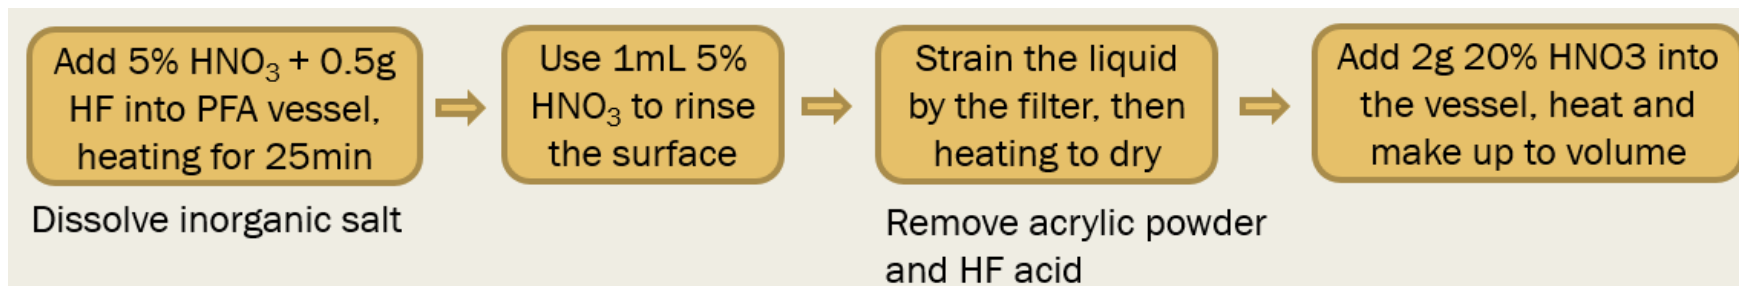 Add 5% HNO₃ + 0.5g
HF into PFA vessel,
heating for 25min
Use 1mL 5%
HNO₃ to rinse
the surface
Strain the liquid
by the filter, then
heating to dry
Add 2g 20% HNO3 into
the vessel, heat and
make up to volume
Dissolve inorganic salt
Remove acrylic powder
and HF acid